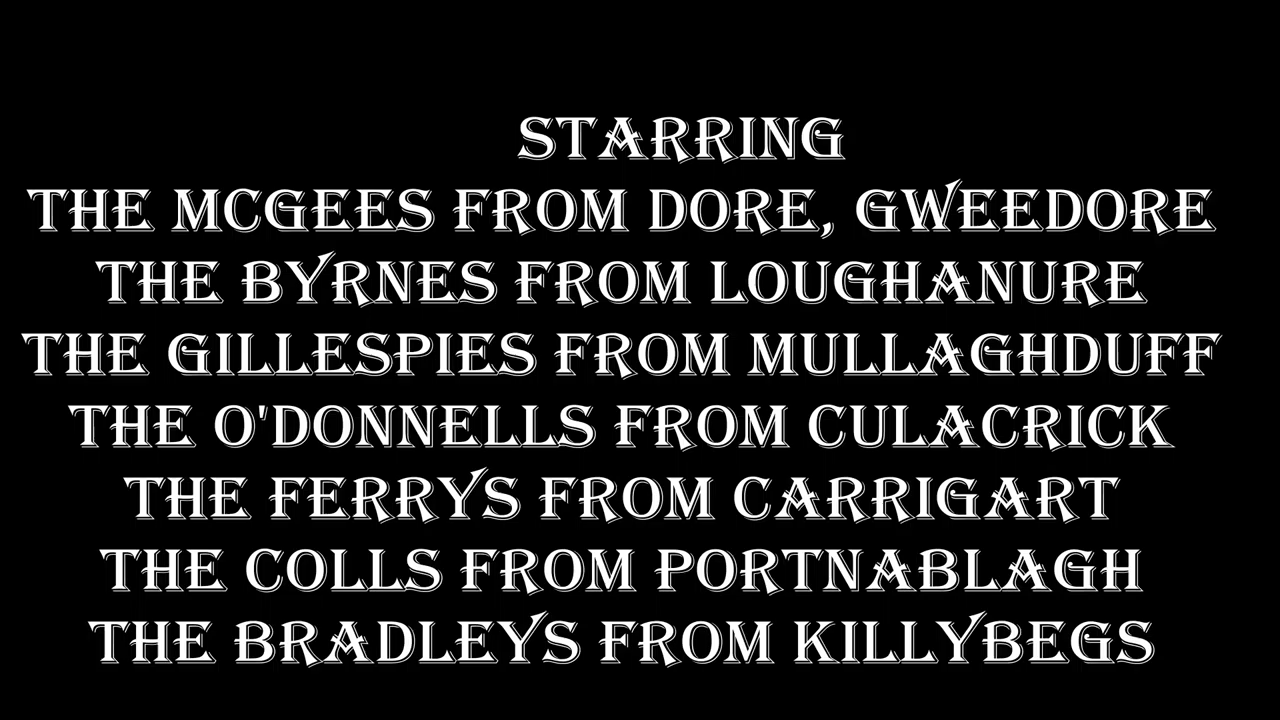 STARRING
THE MCGEES FROM DORE, GWEEDORE
THE BYRNES FROM LOUGHANURE
THE GILLESPIES FROM MULLAGHDUFF
THE O'DONNELLS FROM CULACRICK
THE FERRYS FROM CARRIGART
THE COLLS FROM PORTNABLAGH
THE BRADLEYS FROM KILLYBEGS